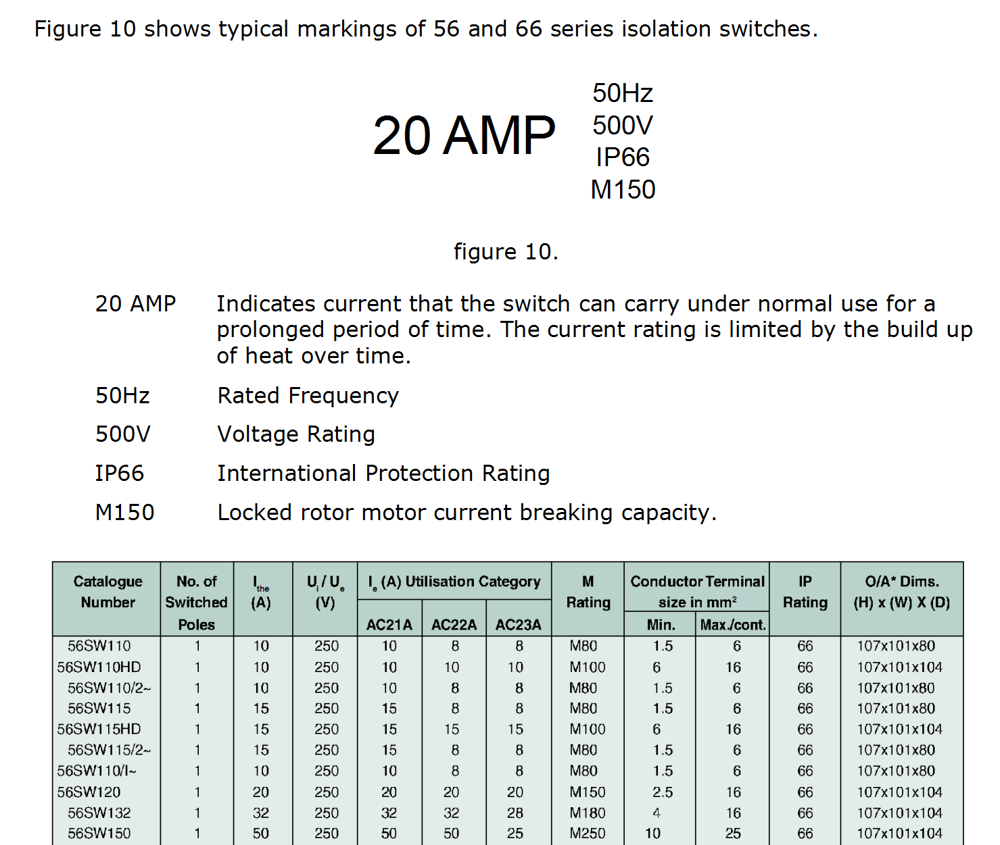 Figure 10 shows typical markings of 56 and 66 series isolation switches.
20 AMP
50Hz
500V
IP66
M150
figure 10.
20 AMP Indicates current that the switch can carry under normal use for a
prolonged period of time. The current rating is limited by the build up
of heat over time.
50Hz Rated Frequency
500V Voltage Rating
IP66 International Protection Rating
M150 Locked rotor motor current breaking capacity.
Catalogue No. of Ithe Ui / Ue Ie (A) Utilisation Category M Conductor Terminal IP O/A* Dims.
Number Switched (A) (V) Rating size in mm² Rating (H) x (W) X (D)
Poles AC21A AC22A AC23A Min. Max./cont.
56SW110 1 10 250 10 8 8 M80 1.5 6 66 107x101x80
56SW110HD 1 10 250 10 10 10 M100 6 16 66 107x101x104
56SW110/2~ 1 10 250 10 8 8 M80 1.5 6 66 107x101x80
56SW115 1 15 250 15 8 8 M80 1.5 6 66 107x101x80
56SW115HD 1 15 250 15 15 15 M100 6 16 66 107x101x104
56SW115/2~ 1 15 250 15 8 8 M80 1.5 6 66 107x101x80
56SW110/I~ 1 10 250 10 8 8 M80 1.5 6 66 107x101x80
56SW120 1 20 250 20 20 20 M150 2.5 16 66 107x101x104
56SW132 1 32 250 32 32 28 M180 4 16 66 107x101x104
56SW150 1 50 250 50 50 25 M250 10 25 66 107x101x104